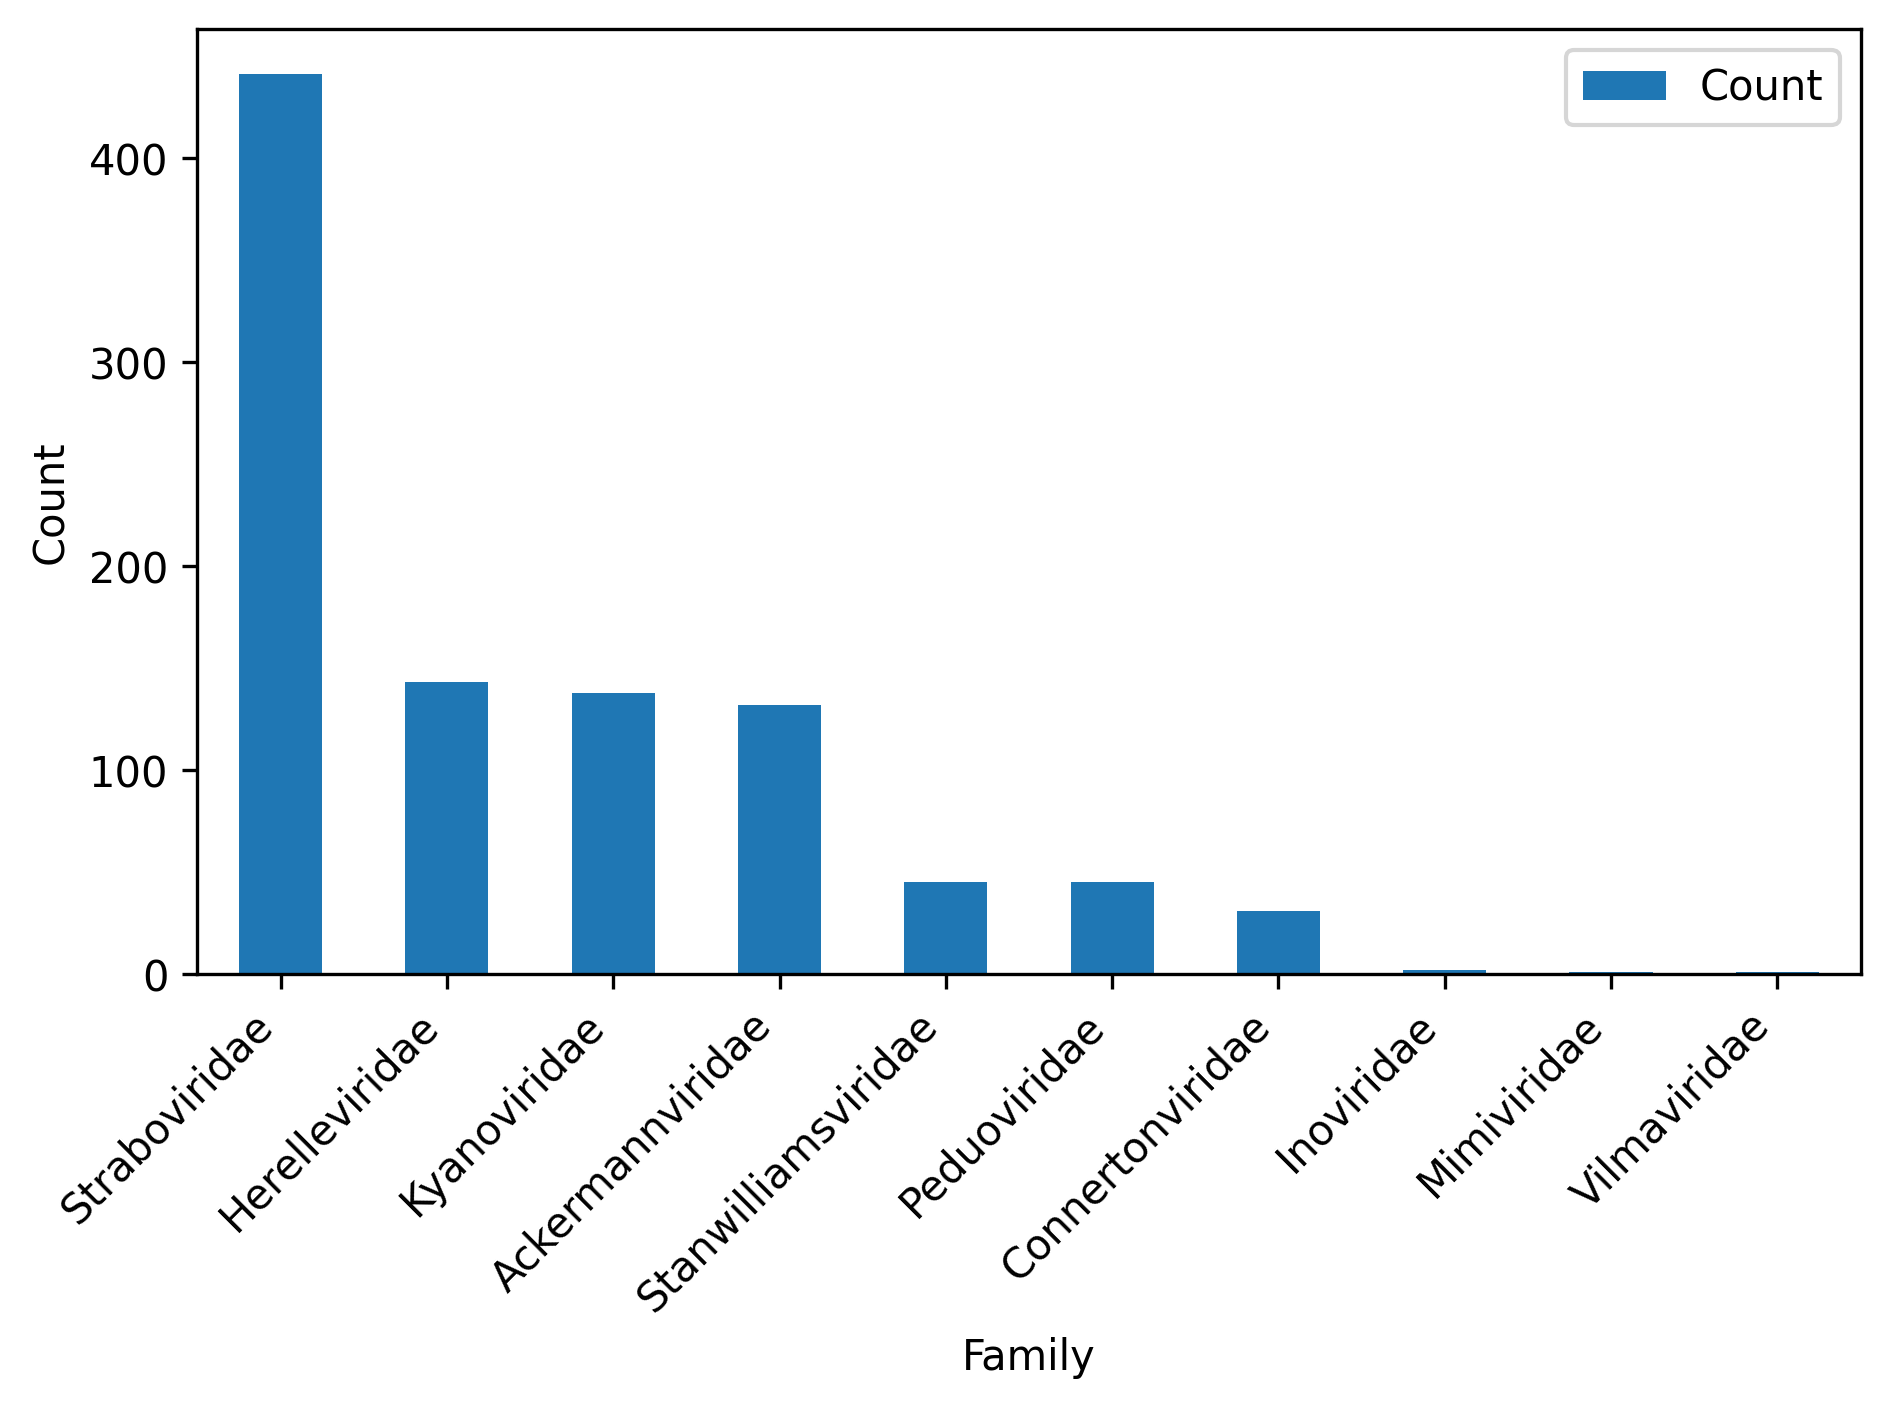 Count
400
300
200
100
0
Count
Straboviridae
Herelleviridae
Kyanoviridae
Ackermannviridae
Stanwilliamsviridae
Peduoviridae
Connertonviridae
Inoviridae
Mimiviridae
Vilmaviridae
Family